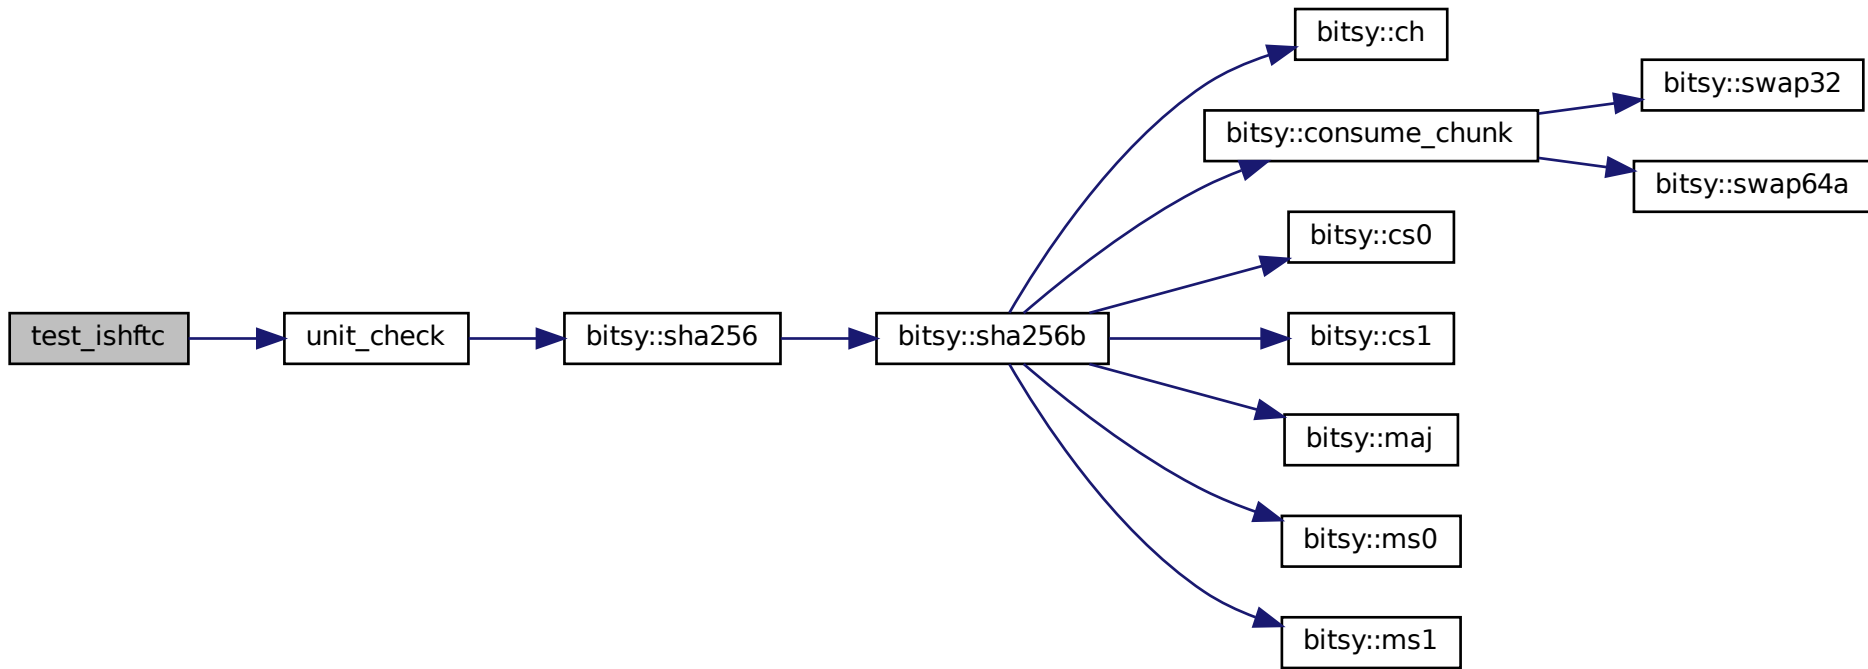 test_ishftc
unit_check
bitsy::sha256
bitsy::sha256b
bitsy::ch
bitsy::consume_chunk
bitsy::swap32
bitsy::swap64a
bitsy::cs0
bitsy::cs1
bitsy::maj
bitsy::ms0
bitsy::ms1